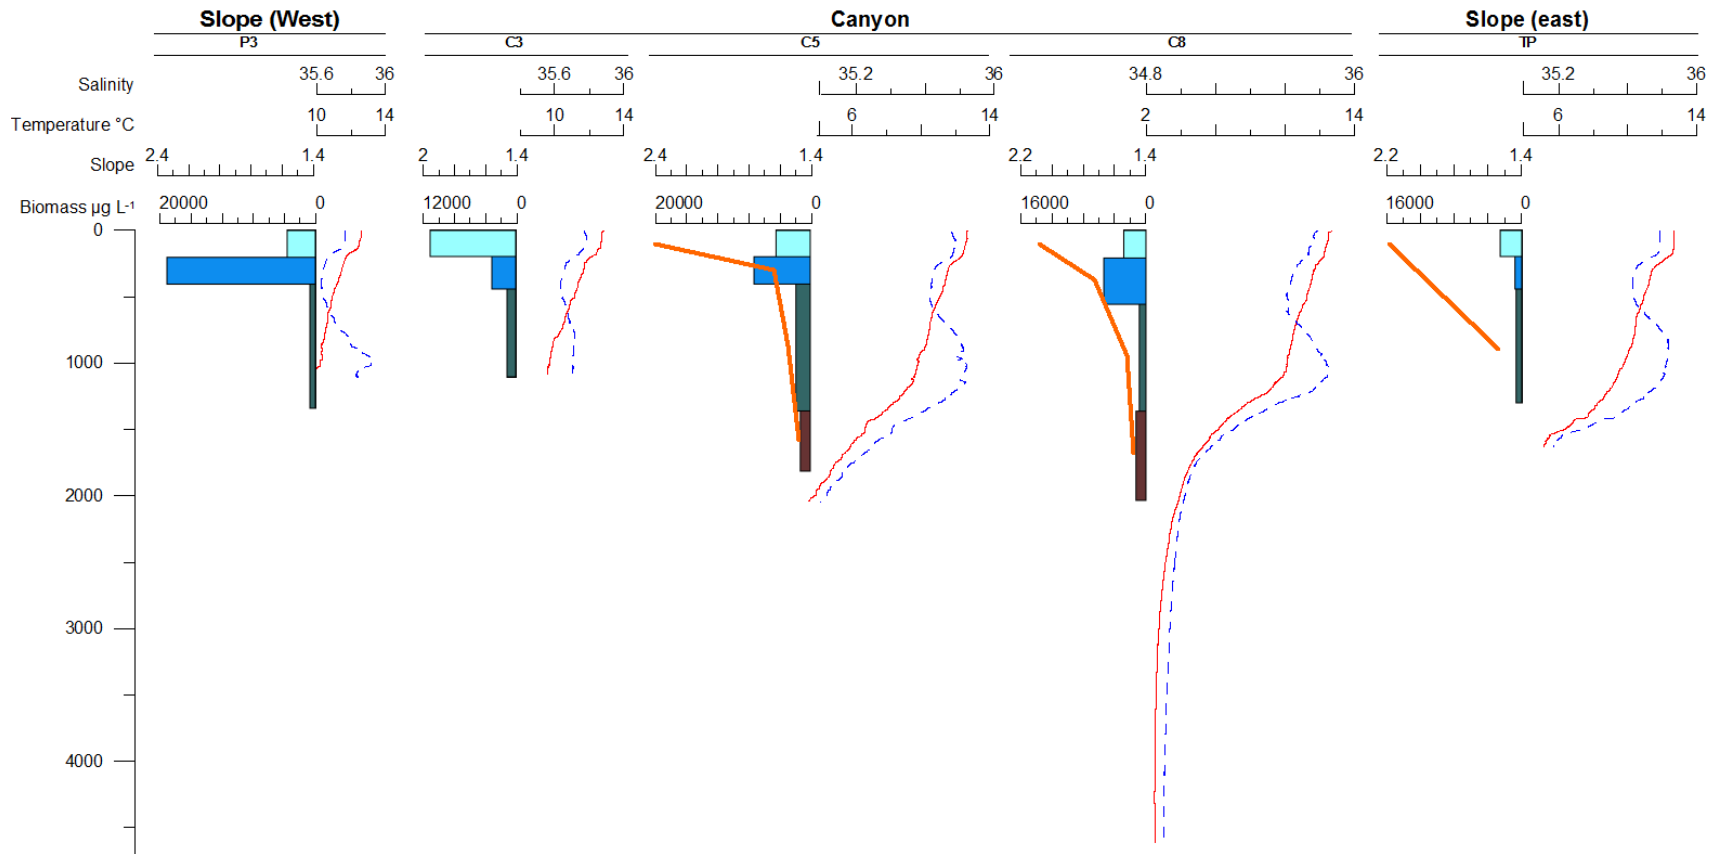 Slope (West) Canyon Slope (east)
P3 C3 C5 C8 TP
Salinity 35.6 36 35.6 36 35.2 36 34.8 36 35.2 36
Temperature °C 10 14 10 14 6 14 2 14 6 14
Slope 2.4 1.4 2 1.4 2.4 1.4 2.2 1.4 2.2 1.4
Biomass µg L⁻¹ 20000 0 12000 0 20000 0 16000 0 16000 0
0
1000
2000
3000
4000